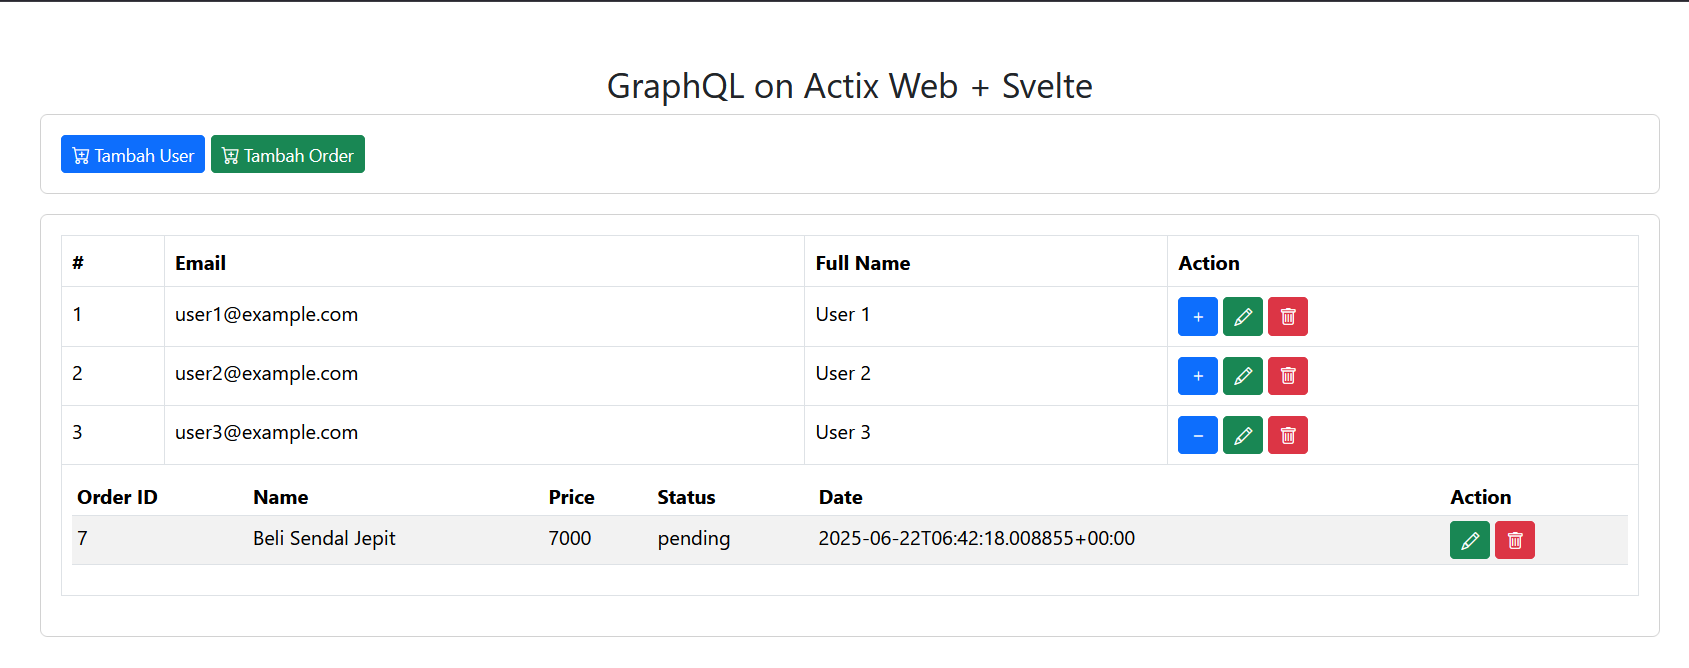 GraphQL on Actix Web + Svelte
Tambah User Tambah Order
# Email Full Name Action
1 user1@example.com User 1 +
2 user2@example.com User 2 +
3 user3@example.com User 3 −
Order ID Name Price Status Date Action
7 Beli Sendal Jepit 7000 pending 2025-06-22T06:42:18.008855+00:00